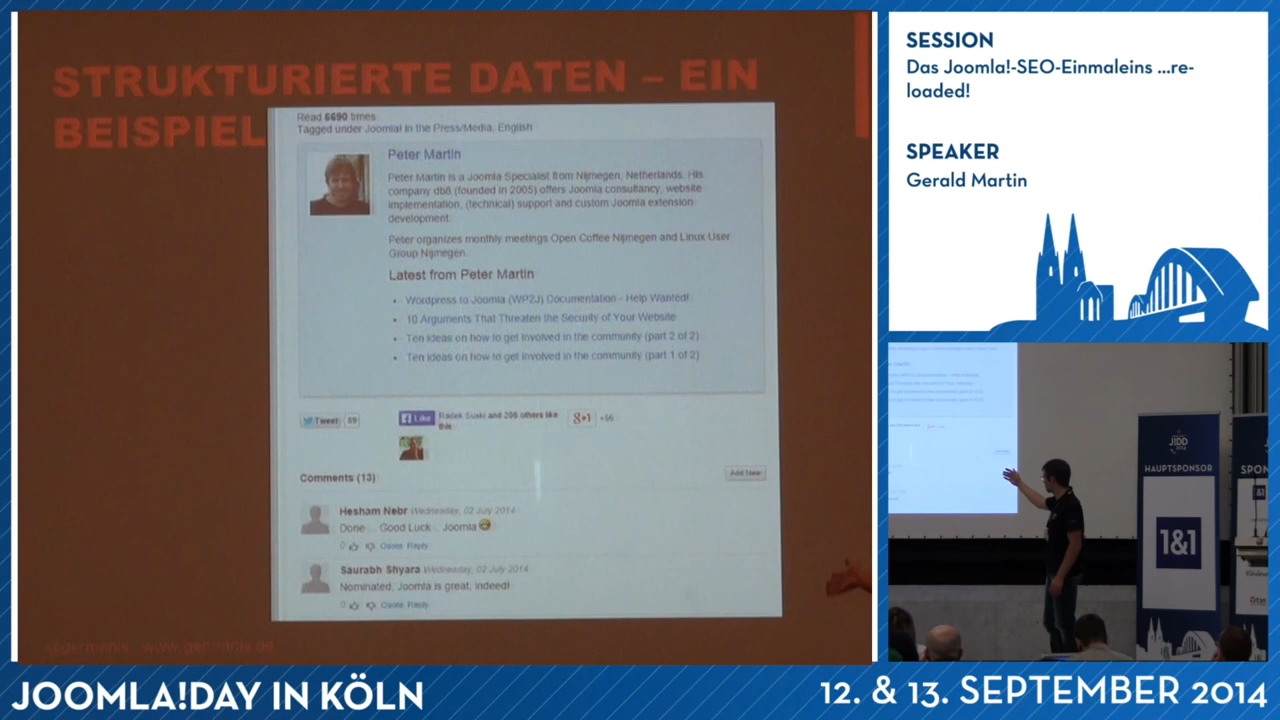 STRUKTURIERTE DATEN – EIN
BEISPIEL
Read 6690 times
Tagged under Joomla! in the Press/Media, English
Peter Martin
Peter Martin is a Joomla Specialist from Nijmegen, Netherlands. His
company db8 (founded in 2005) offers Joomla consultancy, website
implementation, (technical) support and custom Joomla extension
development.
Peter organizes monthly meetings Open Coffee Nijmegen and Linux User
Group Nijmegen.
Latest from Peter Martin
• Wordpress to Joomla (WP2J) Documentation - Help Wanted!
• 10 Arguments That Threaten the Security of Your Website
• Ten ideas on how to get involved in the community (part 2 of 2)
• Ten ideas on how to get involved in the community (part 1 of 2)
Tweet 89
Like
Radek Suski and 206 others like
this.
g+1 +56
Comments (13)
Add New
Hesham Nebr Wednesday, 02 July 2014
Done ... Good Luck .. Joomla
0 Quote Reply
Saurabh Shyara Wednesday, 02 July 2014
Nominated, Joomla is great, indeed!
0 Quote Reply
SESSION
Das Joomla!-SEO-Einmaleins ...re-
loaded!
SPEAKER
Gerald Martin
JIDD
2014
HAUPTSPONSOR
1&1
SPON
JOOMLA!DAY IN KÖLN
12. & 13. SEPTEMBER 2014